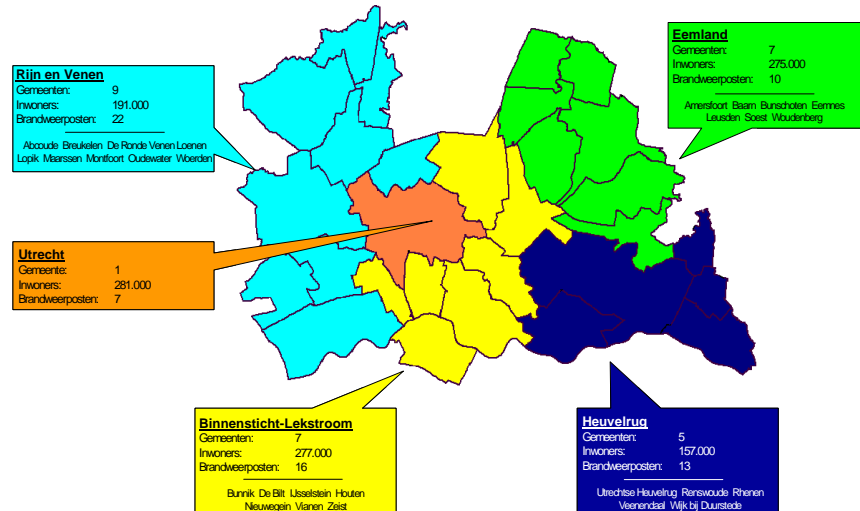 Rijn en Venen
Gemeenten: 9
Inwoners: 191.000
Brandweerposten: 22
Abcoude Breukelen De Ronde Venen Loenen
Lopik Maarssen Montfoort Oudewater Woerden
Eemland
Gemeenten: 7
Inwoners: 275.000
Brandweerposten: 10
Amersfoort Baarn Bunschoten Eemnes
Leusden Soest Woudenberg
Utrecht
Gemeente: 1
Inwoners: 281.000
Brandweerposten: 7
Binnensticht-Lekstroom
Gemeenten: 7
Inwoners: 277.000
Brandweerposten: 16
Bunnik De Bilt IJsselstein Houten
Nieuwegein Vianen Zeist
Heuvelrug
Gemeenten: 5
Inwoners: 157.000
Brandweerposten: 13
Utrechtse Heuvelrug Renswoude Rhenen
Veenendaal Wijk bij Duurstede